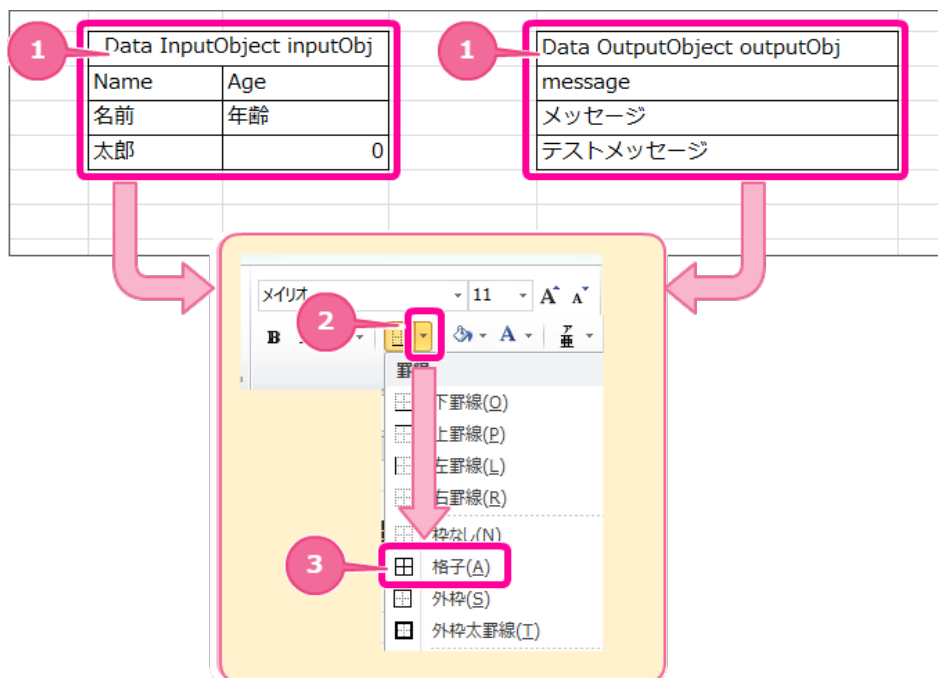 1
Data InputObject inputObj
Name Age
名前 年齢
太郎 0
1
Data OutputObject outputObj
message
メッセージ
テストメッセージ
メイリオ 11 A A
2
B A ア亜
下罫線(O)
上罫線(P)
左罫線(L)
右罫線(R)
枠なし(N)
3
格子(A)
外枠(S)
外枠太罫線(T)